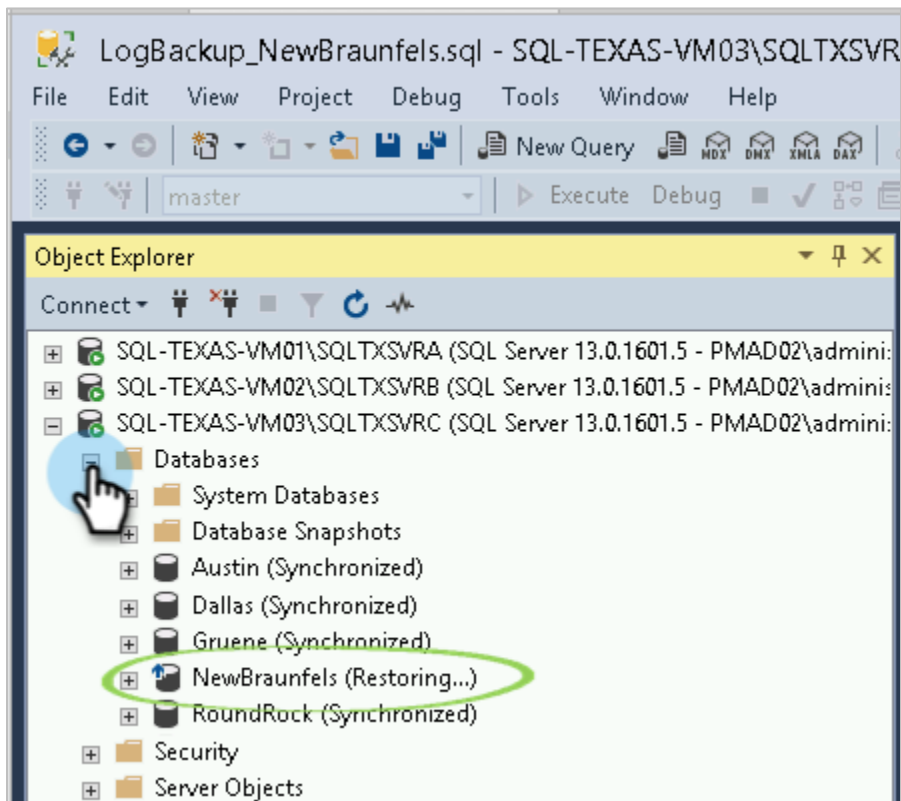 LogBackup_NewBraunfels.sql - SQL-TEXAS-VM03\SQLTXSVR
File Edit View Project Debug Tools Window Help
New Query MDX DMX XMLA DAX
master Execute Debug
Object Explorer
Connect
SQL-TEXAS-VM01\SQLTXSVRA (SQL Server 13.0.1601.5 - PMAD02\admini
SQL-TEXAS-VM02\SQLTXSVRB (SQL Server 13.0.1601.5 - PMAD02\adminis
SQL-TEXAS-VM03\SQLTXSVRC (SQL Server 13.0.1601.5 - PMAD02\admini
Databases
System Databases
Database Snapshots
Austin (Synchronized)
Dallas (Synchronized)
Gruene (Synchronized)
NewBraunfels (Restoring...)
RoundRock (Synchronized)
Security
Server Objects